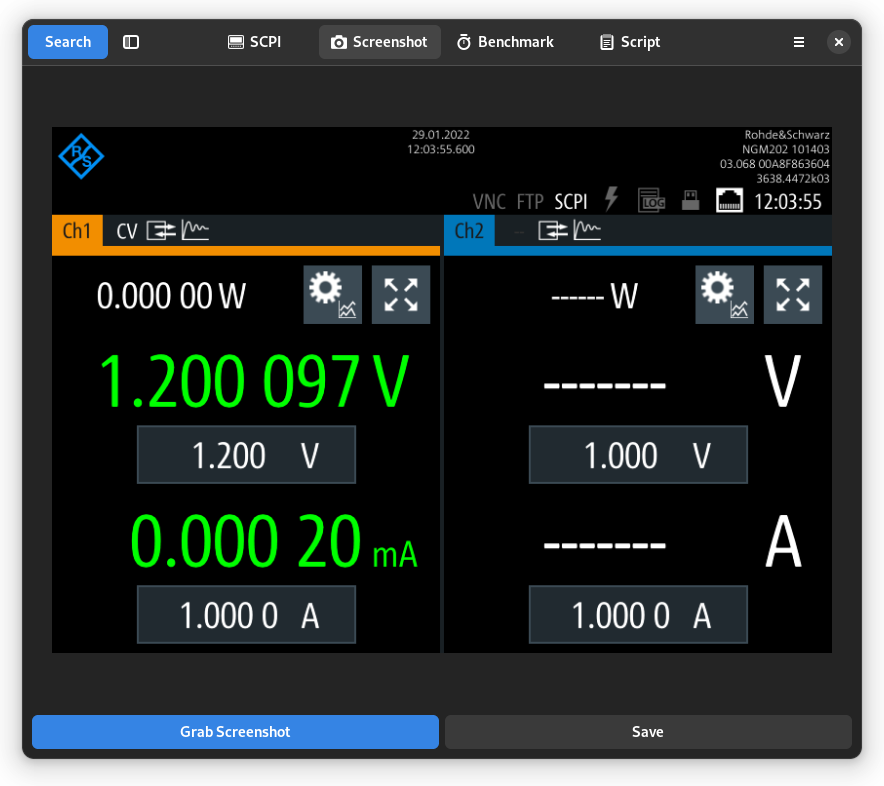 Search
SCPI
Screenshot
Benchmark
Script
R
S
29.01.2022
12:03:55.600
Rohde&Schwarz
NGM202 101403
03.068 00A8F863604
3638.4472k03
VNC FTP SCPI LOG 12:03:55
Ch1 CV
0.000 00 W
1.200 097 V
1.200 V
0.000 20 mA
1.000 0 A
Ch2 --
------ W
------- V
1.000 V
------- A
1.000 0 A
Grab Screenshot
Save